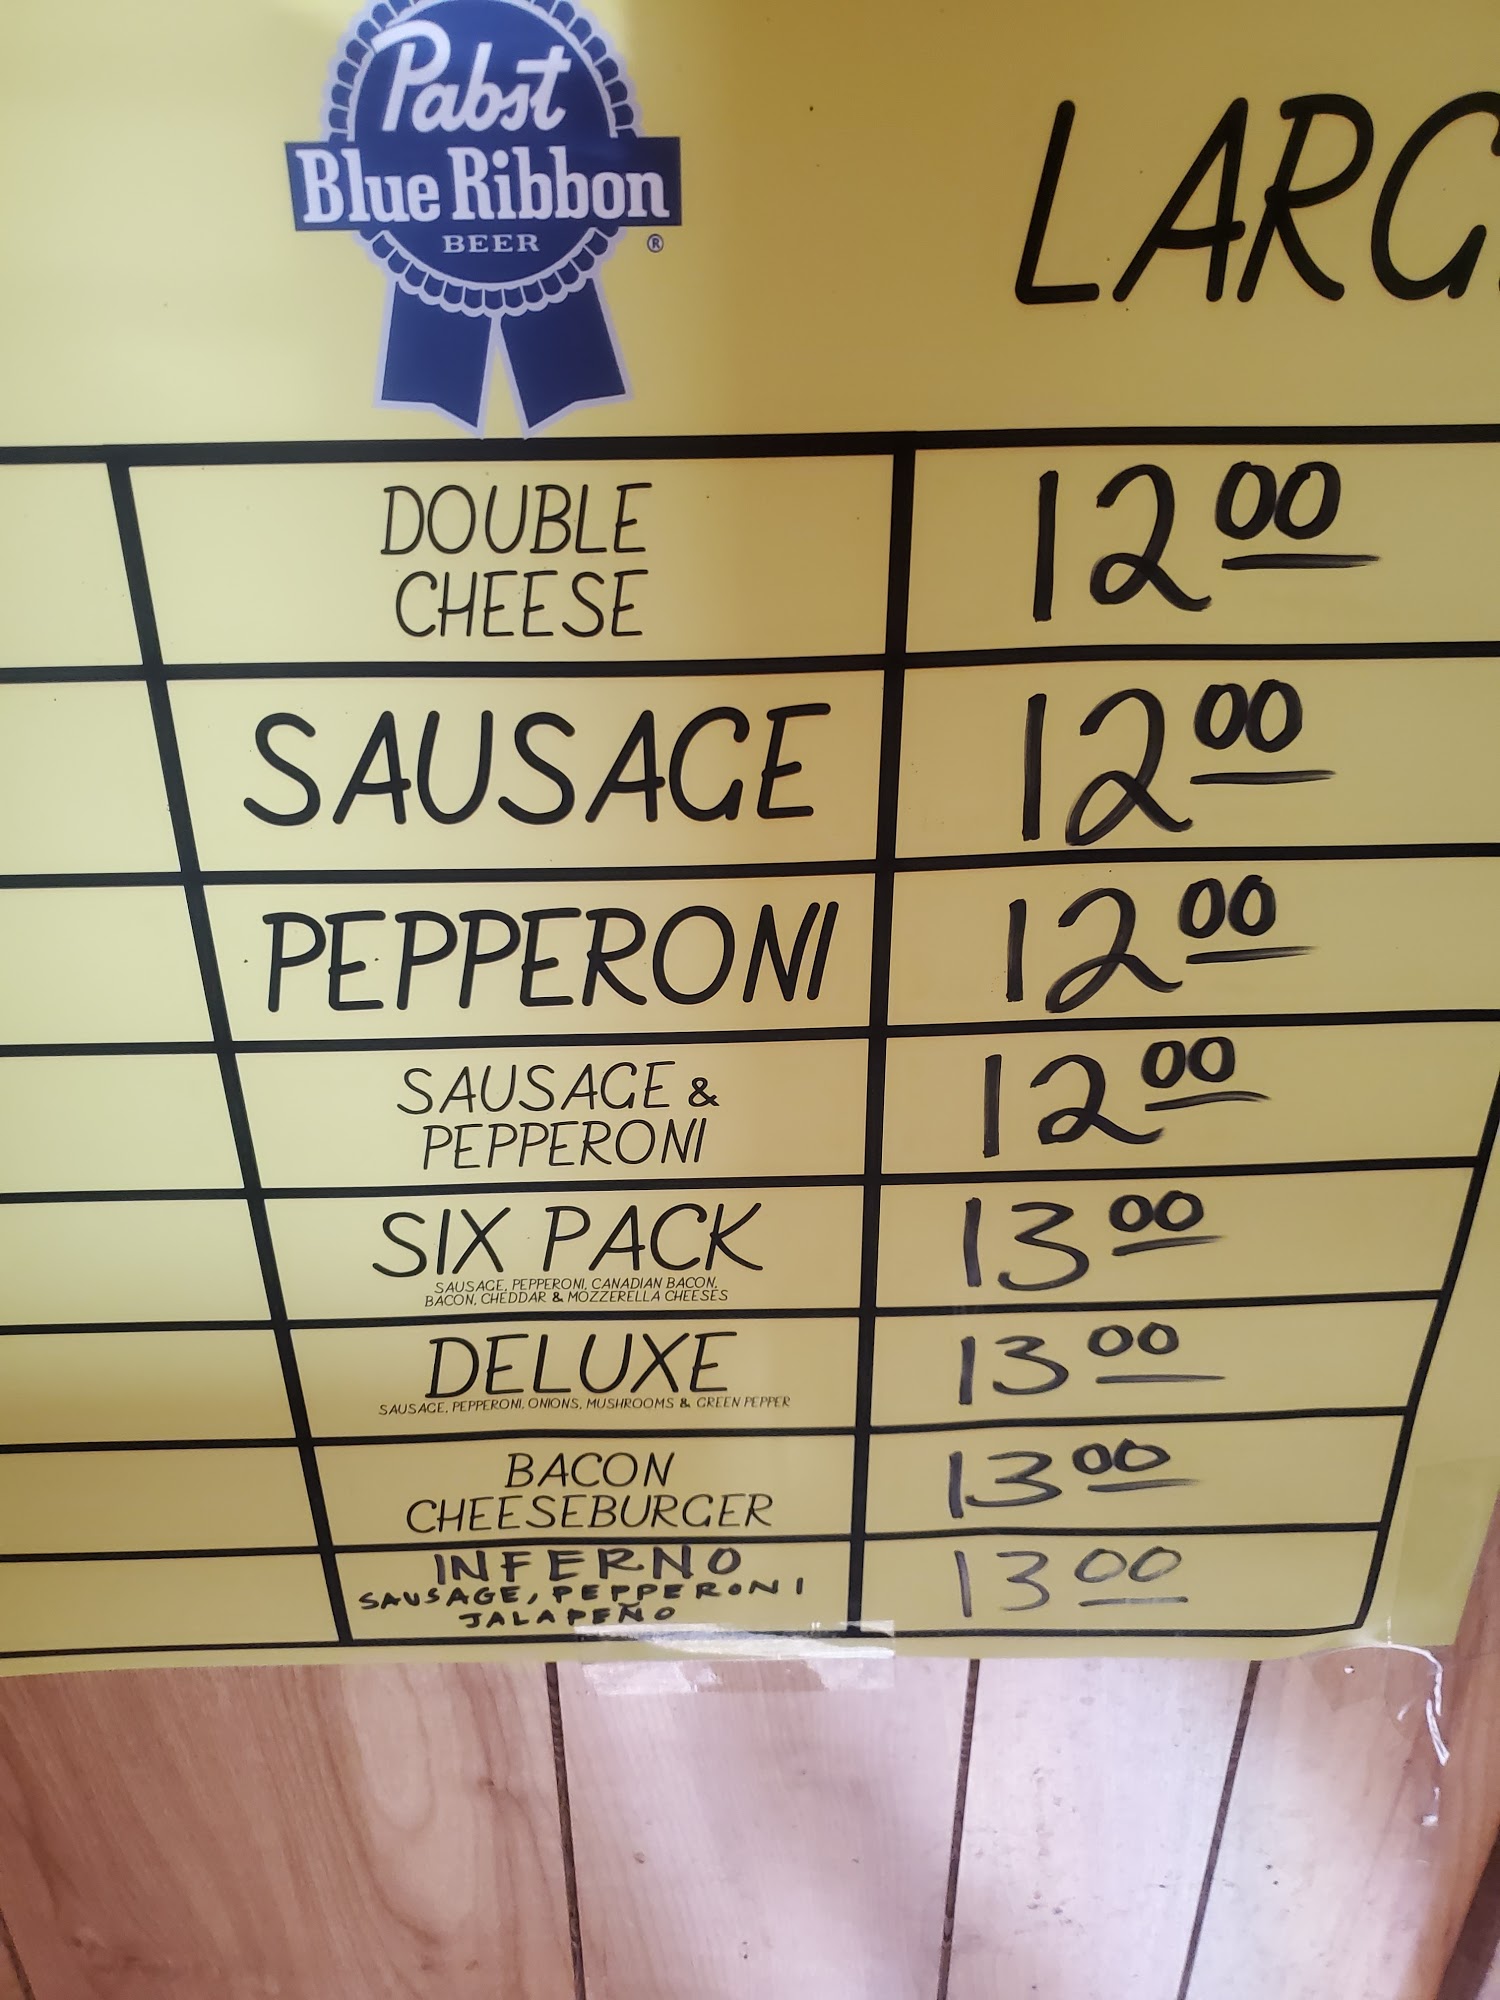 Pabst
Blue Ribbon
BEER
®
LARG
DOUBLE
CHEESE
12 00
SAUSAGE
12 00
PEPPERONI
12 00
SAUSAGE &
PEPPERONI
12 00
SIX PACK
SAUSAGE, PEPPERONI, CANADIAN BACON,
BACON, CHEDDAR & MOZZERELLA CHEESES
13 00
DELUXE
SAUSAGE, PEPPERONI, ONIONS, MUSHROOMS & GREEN PEPPER
13 00
BACON
CHEESEBURGER
13 00
INFERNO
SAUSAGE, PEPPERONI
JALAPEÑO
13 00